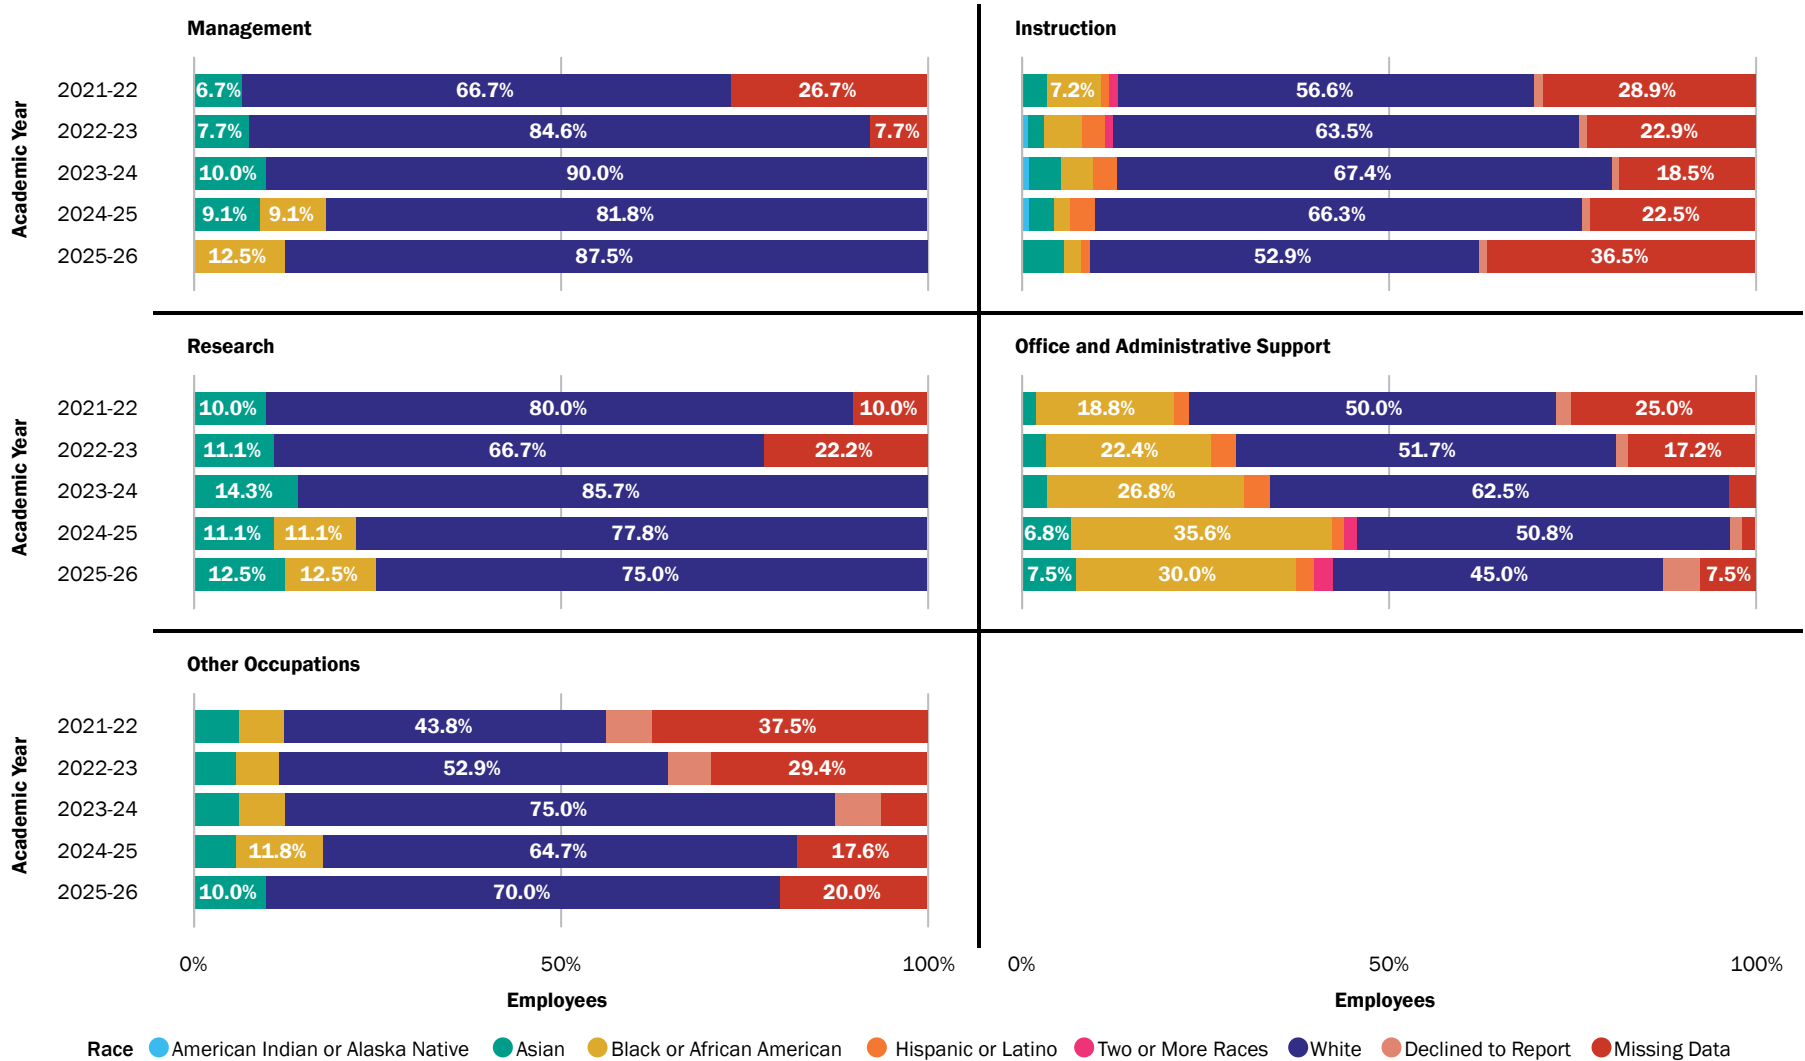 Management
Academic Year
2021-22 6.7% 66.7% 26.7%
2022-23 7.7% 84.6% 7.7%
2023-24 10.0% 90.0%
2024-25 9.1% 9.1% 81.8%
2025-26 12.5% 87.5%
Instruction
7.2% 56.6% 28.9%
63.5% 22.9%
67.4% 18.5%
66.3% 22.5%
52.9% 36.5%
Research
Academic Year
2021-22 10.0% 80.0% 10.0%
2022-23 11.1% 66.7% 22.2%
2023-24 14.3% 85.7%
2024-25 11.1% 11.1% 77.8%
2025-26 12.5% 12.5% 75.0%
Office and Administrative Support
18.8% 50.0% 25.0%
22.4% 51.7% 17.2%
26.8% 62.5%
6.8% 35.6% 50.8%
7.5% 30.0% 45.0% 7.5%
Other Occupations
Academic Year
2021-22 43.8% 37.5%
2022-23 52.9% 29.4%
2023-24 75.0%
2024-25 11.8% 64.7% 17.6%
2025-26 10.0% 70.0% 20.0%
0% 50% 100% 0% 50% 100%
Employees Employees
Race American Indian or Alaska Native Asian Black or African American Hispanic or Latino Two or More Races White Declined to Report Missing Data